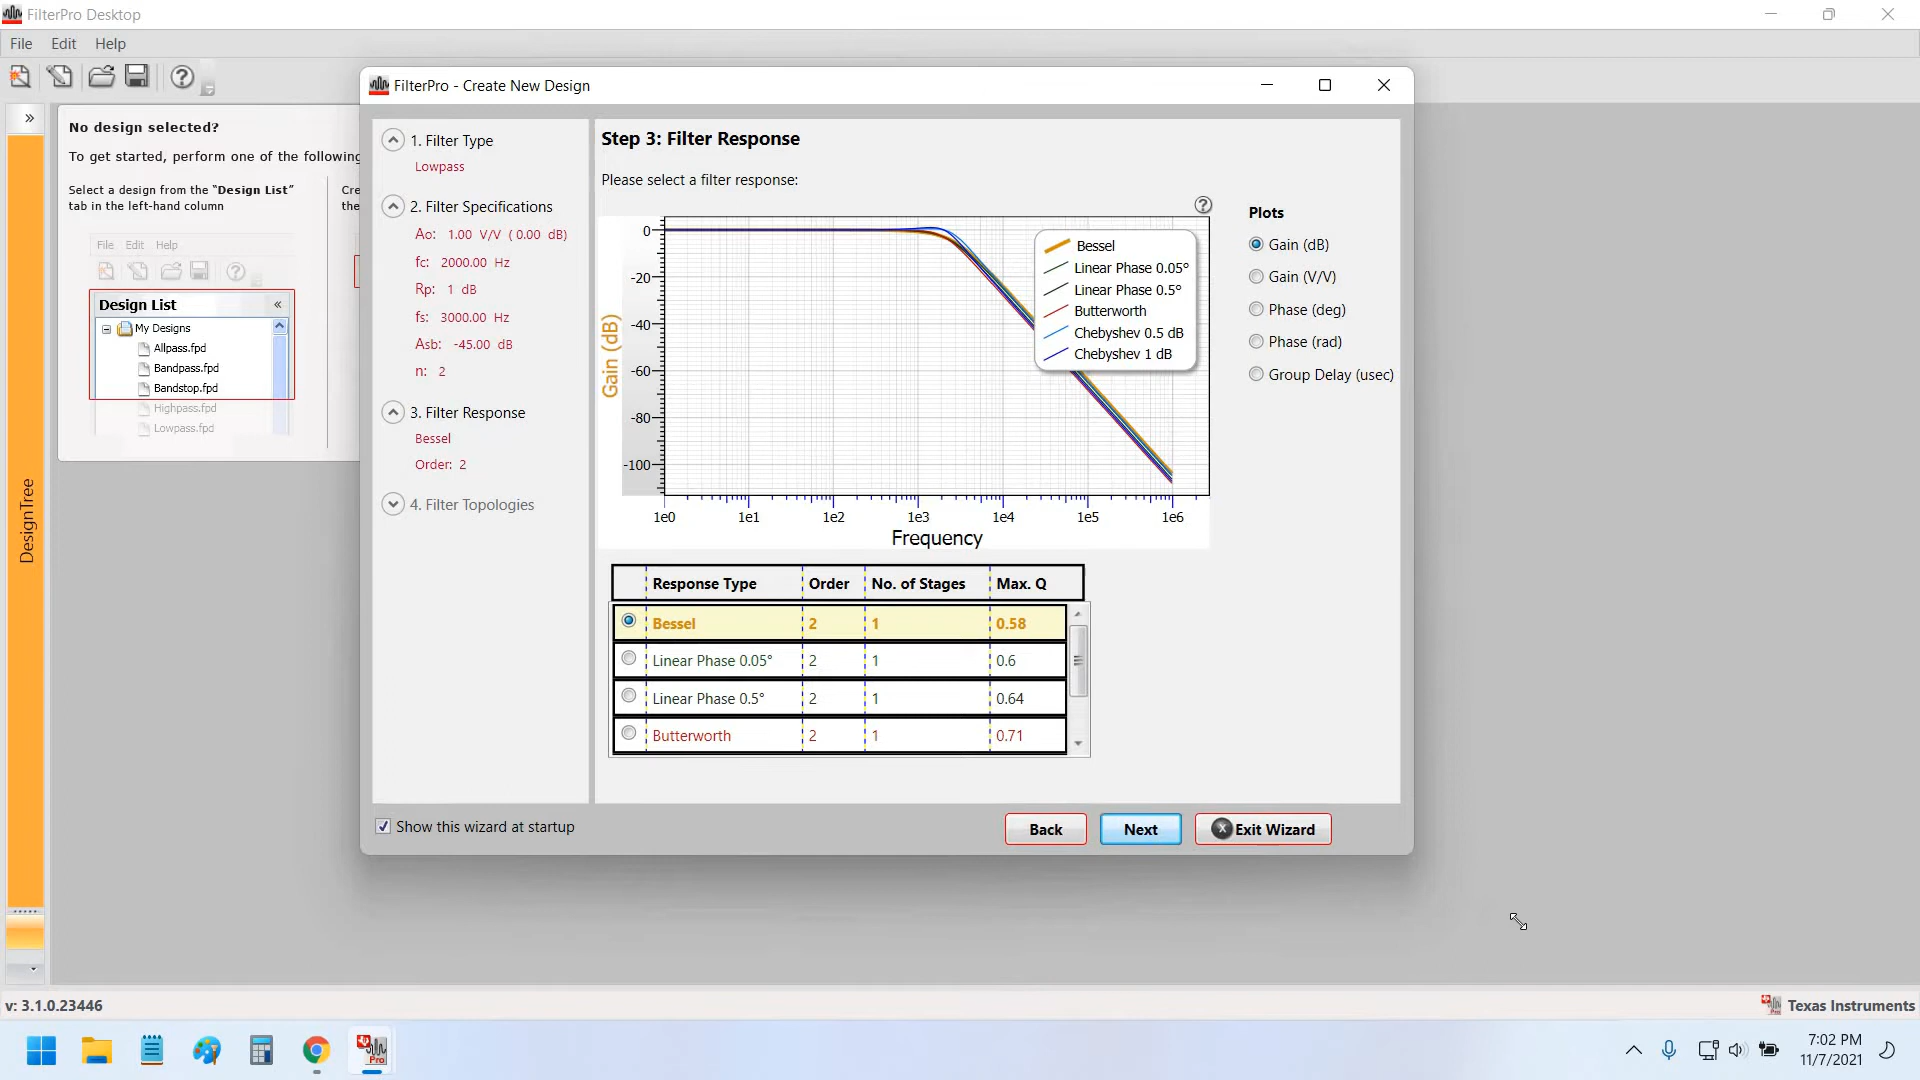 FilterPro Desktop
File Edit Help
No design selected?
To get started, perform one of the following
Select a design from the "Design List"
tab in the left-hand column
Cre
the
File Edit Help
Design List «
My Designs
Allpass.fpd
Bandpass.fpd
Bandstop.fpd
Highpass.fpd
Lowpass.fpd
»
DesignTree
FilterPro - Create New Design
1. Filter Type
Lowpass
2. Filter Specifications
Ao: 1.00 V/V ( 0.00 dB)
fc: 2000.00 Hz
Rp: 1 dB
fs: 3000.00 Hz
Asb: -45.00 dB
n: 2
3. Filter Response
Bessel
Order: 2
4. Filter Topologies
Step 3: Filter Response
Please select a filter response:
Gain (dB)
0
-20
-40
-60
-80
-100
1e0 1e1 1e2 1e3 1e4 1e5 1e6
Frequency
Bessel
Linear Phase 0.05°
Linear Phase 0.5°
Butterworth
Chebyshev 0.5 dB
Chebyshev 1 dB
Plots
Gain (dB)
Gain (V/V)
Phase (deg)
Phase (rad)
Group Delay (usec)
Response Type Order No. of Stages Max. Q
Bessel 2 1 0.58
Linear Phase 0.05° 2 1 0.6
Linear Phase 0.5° 2 1 0.64
Butterworth 2 1 0.71
Show this wizard at startup
Back Next Exit Wizard
v: 3.1.0.23446
Texas Instruments
Pro
7:02 PM
11/7/2021